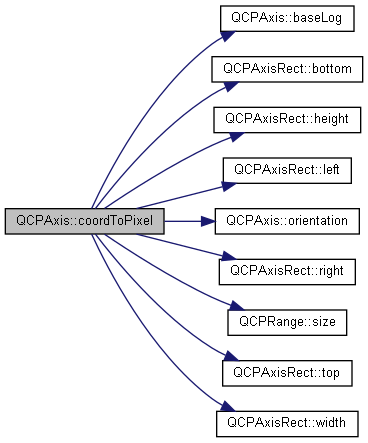 QCPAxis::baseLog
QCPAxisRect::bottom
QCPAxisRect::height
QCPAxisRect::left
QCPAxis::coordToPixel
QCPAxis::orientation
QCPAxisRect::right
QCPRange::size
QCPAxisRect::top
QCPAxisRect::width